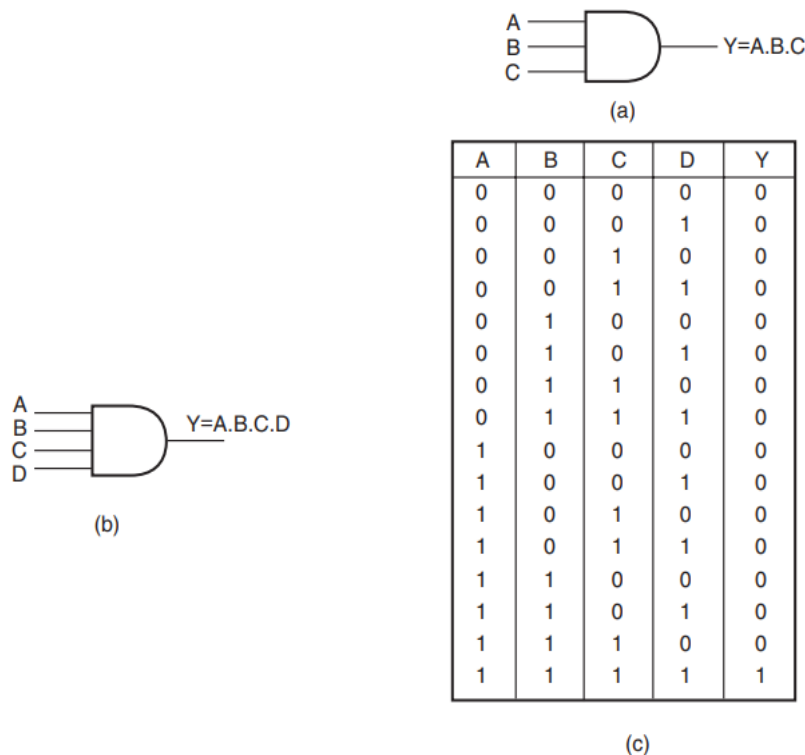 A
B
C
Y=A.B.C
(a)
A B C D Y
0 0 0 0 0
0 0 0 1 0
0 0 1 0 0
0 0 1 1 0
0 1 0 0 0
0 1 0 1 0
0 1 1 0 0
0 1 1 1 0
1 0 0 0 0
1 0 0 1 0
1 0 1 0 0
1 0 1 1 0
1 1 0 0 0
1 1 0 1 0
1 1 1 0 0
1 1 1 1 1
(c)
A
B
C
D
Y=A.B.C.D
(b)